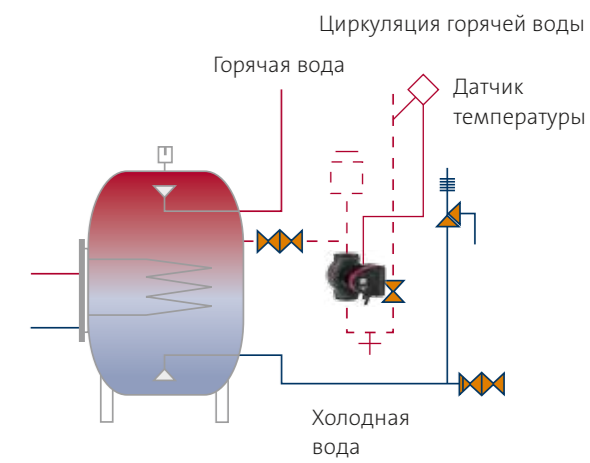 Циркуляция горячей воды
Горячая вода
Датчик
температуры
Холодная
вода